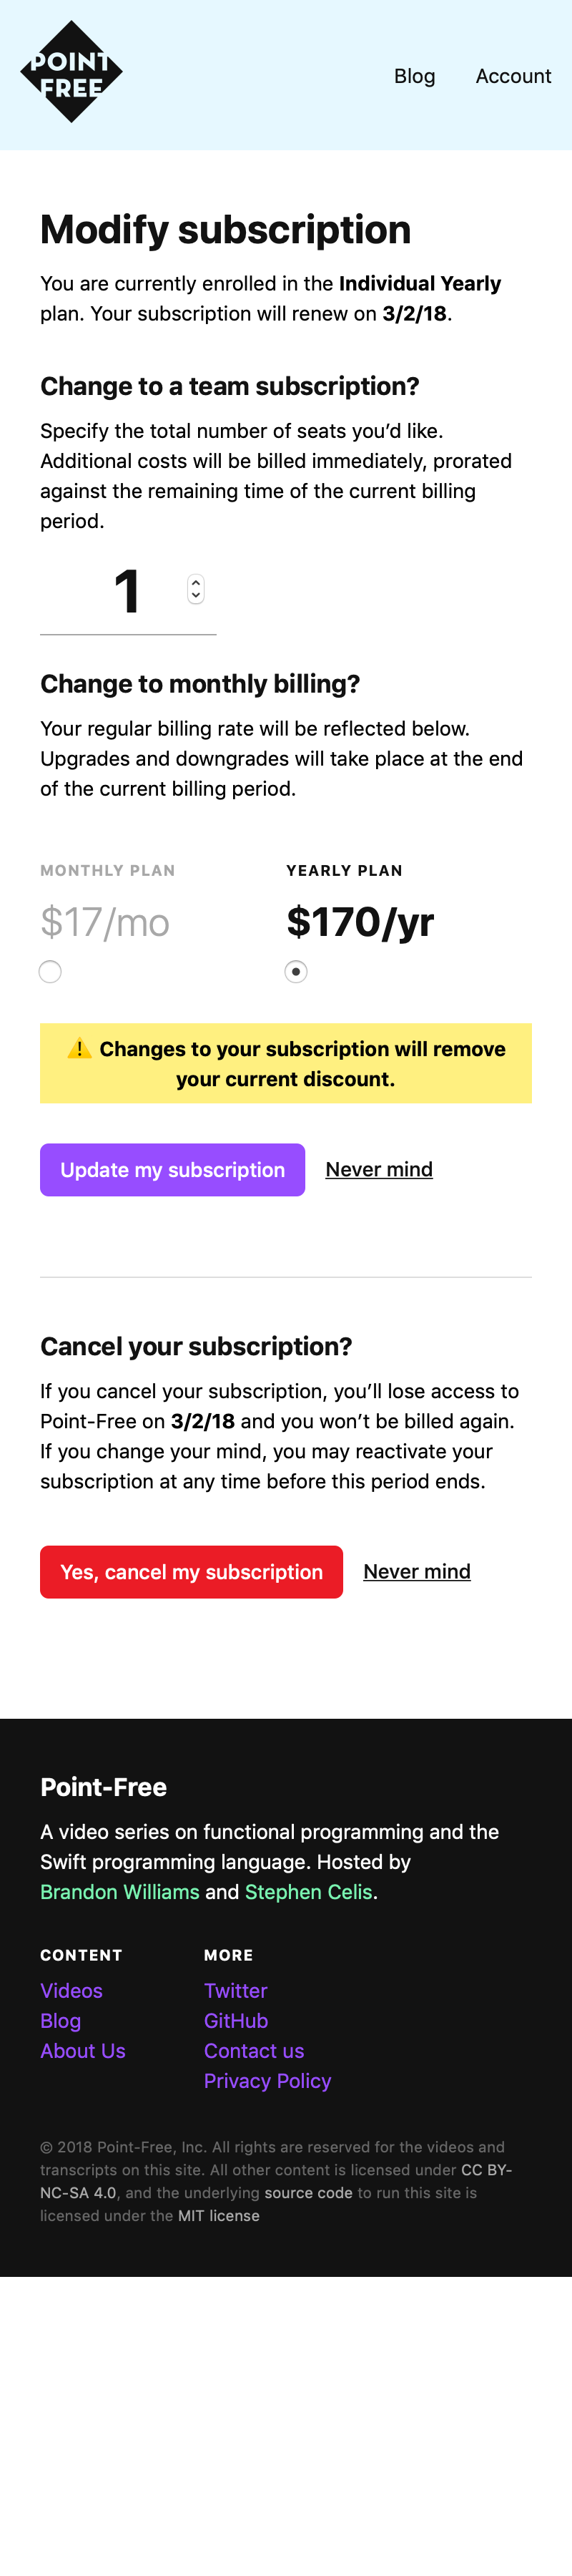 POINT
FREE
Blog Account
Modify subscription
You are currently enrolled in the Individual Yearly
plan. Your subscription will renew on 3/2/18.
Change to a team subscription?
Specify the total number of seats you’d like.
Additional costs will be billed immediately, prorated
against the remaining time of the current billing
period.
1
Change to monthly billing?
Your regular billing rate will be reflected below.
Upgrades and downgrades will take place at the end
of the current billing period.
MONTHLY PLAN YEARLY PLAN
$17/mo $170/yr
⚠️ Changes to your subscription will remove
your current discount.
Update my subscription Never mind
Cancel your subscription?
If you cancel your subscription, you’ll lose access to
Point-Free on 3/2/18 and you won’t be billed again.
If you change your mind, you may reactivate your
subscription at any time before this period ends.
Yes, cancel my subscription Never mind
Point-Free
A video series on functional programming and the
Swift programming language. Hosted by
Brandon Williams and Stephen Celis.
CONTENT MORE
Videos Twitter
Blog GitHub
About Us Contact us
Privacy Policy
© 2018 Point-Free, Inc. All rights are reserved for the videos and
transcripts on this site. All other content is licensed under CC BY-
NC-SA 4.0, and the underlying source code to run this site is
licensed under the MIT license